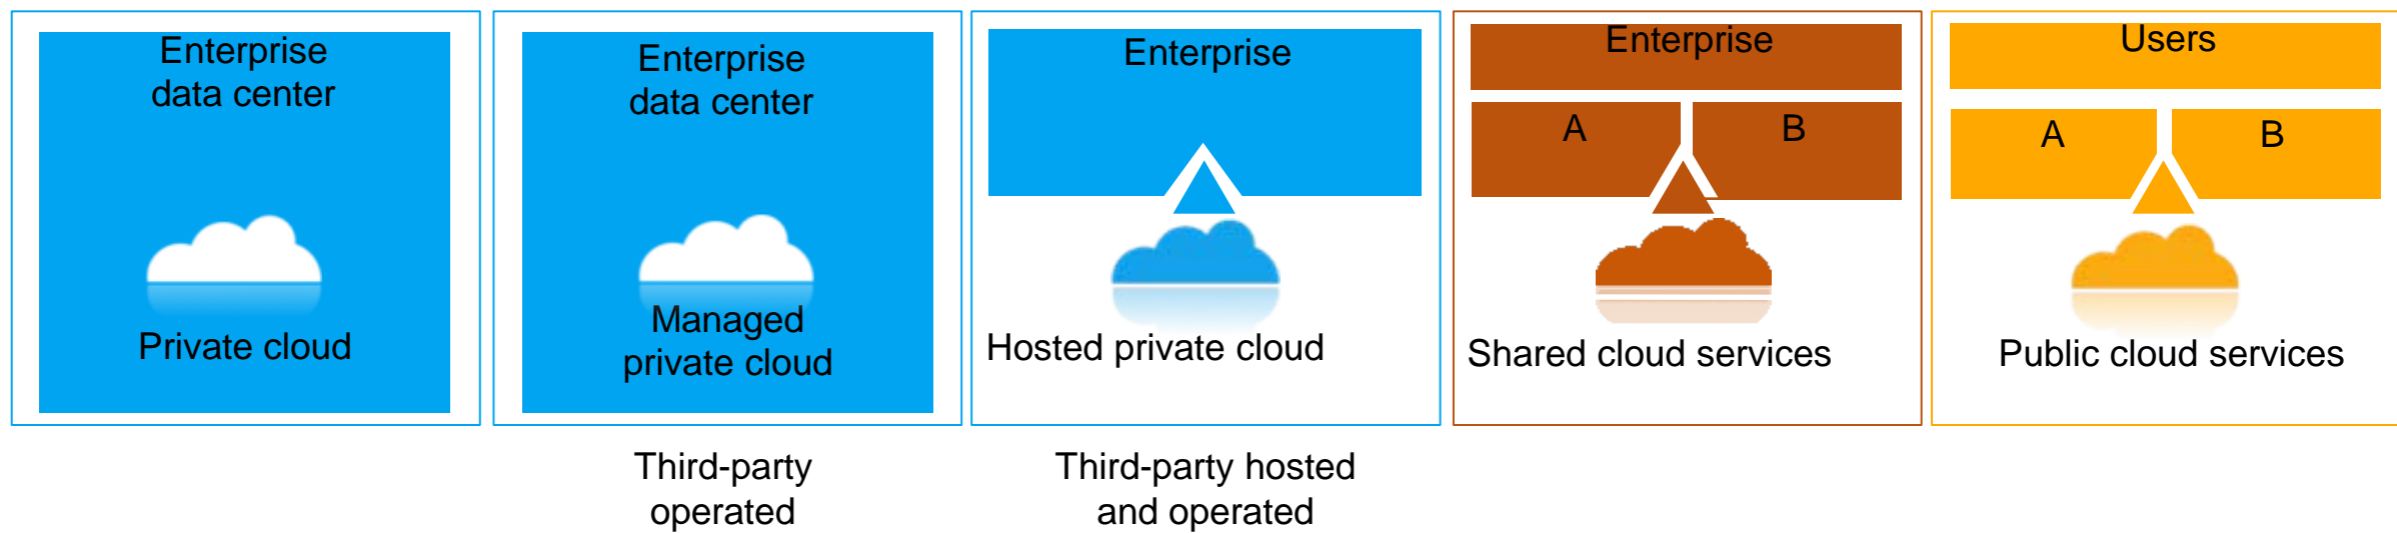 Enterprise
data center
Private cloud
Enterprise
data center
Managed
private cloud
Third-party
operated
Enterprise
Hosted private cloud
Third-party hosted
and operated
Enterprise
A
B
Shared cloud services
Users
A
B
Public cloud services